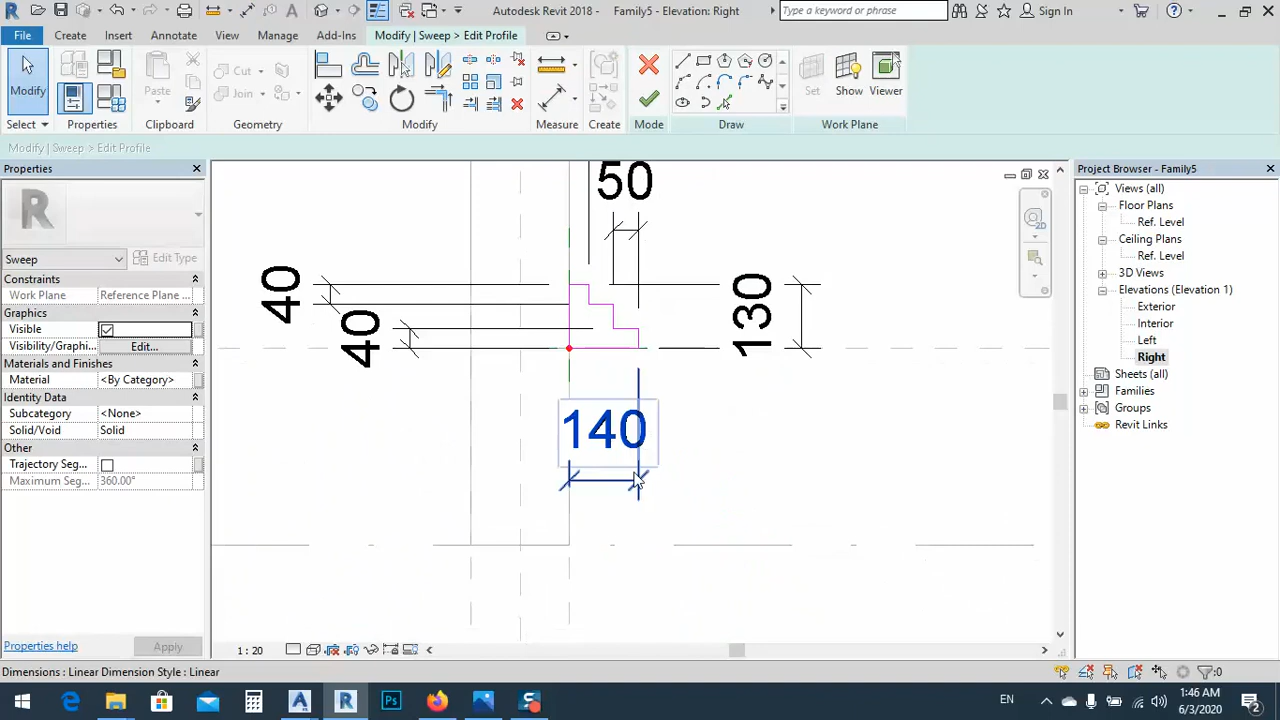 Autodesk Revit 2018 - Family5 - Elevation: Right
Type a keyword or phrase
Sign In
File Create Insert Annotate View Manage Add-Ins Modify | Sweep > Edit Profile
Modify
Paste
Cut
Join
Set Show Viewer
Select Properties Clipboard Geometry Modify Measure Create Mode Draw Work Plane
Modify | Sweep > Edit Profile
Properties
Sweep
Edit Type
Constraints
Work Plane Reference Plane ...
Graphics
Visible
Visibility/Graphi... Edit...
Materials and Finishes
Material <By Category>
Identity Data
Subcategory <None>
Solid/Void Solid
Other
Trajectory Seg...
Maximum Seg... 360.00°
Properties help
Apply
50
40
40
130
140
Project Browser - Family5
Views (all)
Floor Plans
Ref. Level
Ceiling Plans
Ref. Level
3D Views
Elevations (Elevation 1)
Exterior
Interior
Left
Right
Sheets (all)
Families
Groups
Revit Links
1 : 20
Dimensions : Linear Dimension Style : Linear
:0
EN
1:46 AM
6/3/2020
2